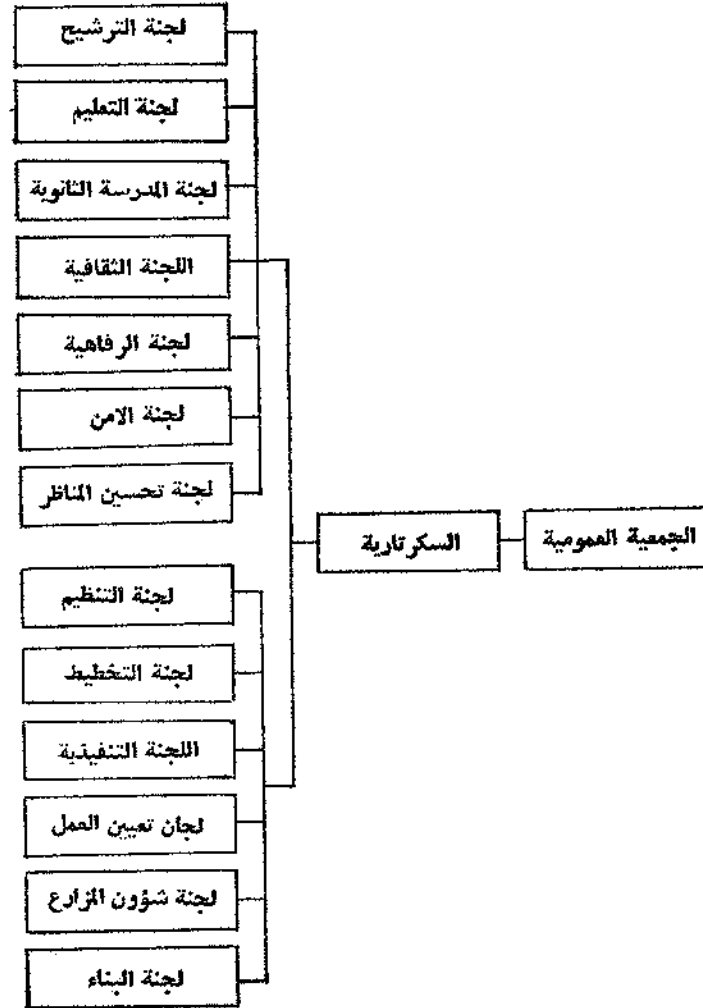 لجنة الترشيح
لجنة التعليم
لجنة المدرسة الثانوية
اللجنة الثقافية
لجنة الرفاهية
لجنة الامن
لجنة تحسين المناظر
الجمعية العمومية
السكرتارية
لجنة التنظيم
لجنة التخطيط
اللجنة التنفيذية
لجان تعيين العمل
لجنة شؤون المزارع
لجنة البناء